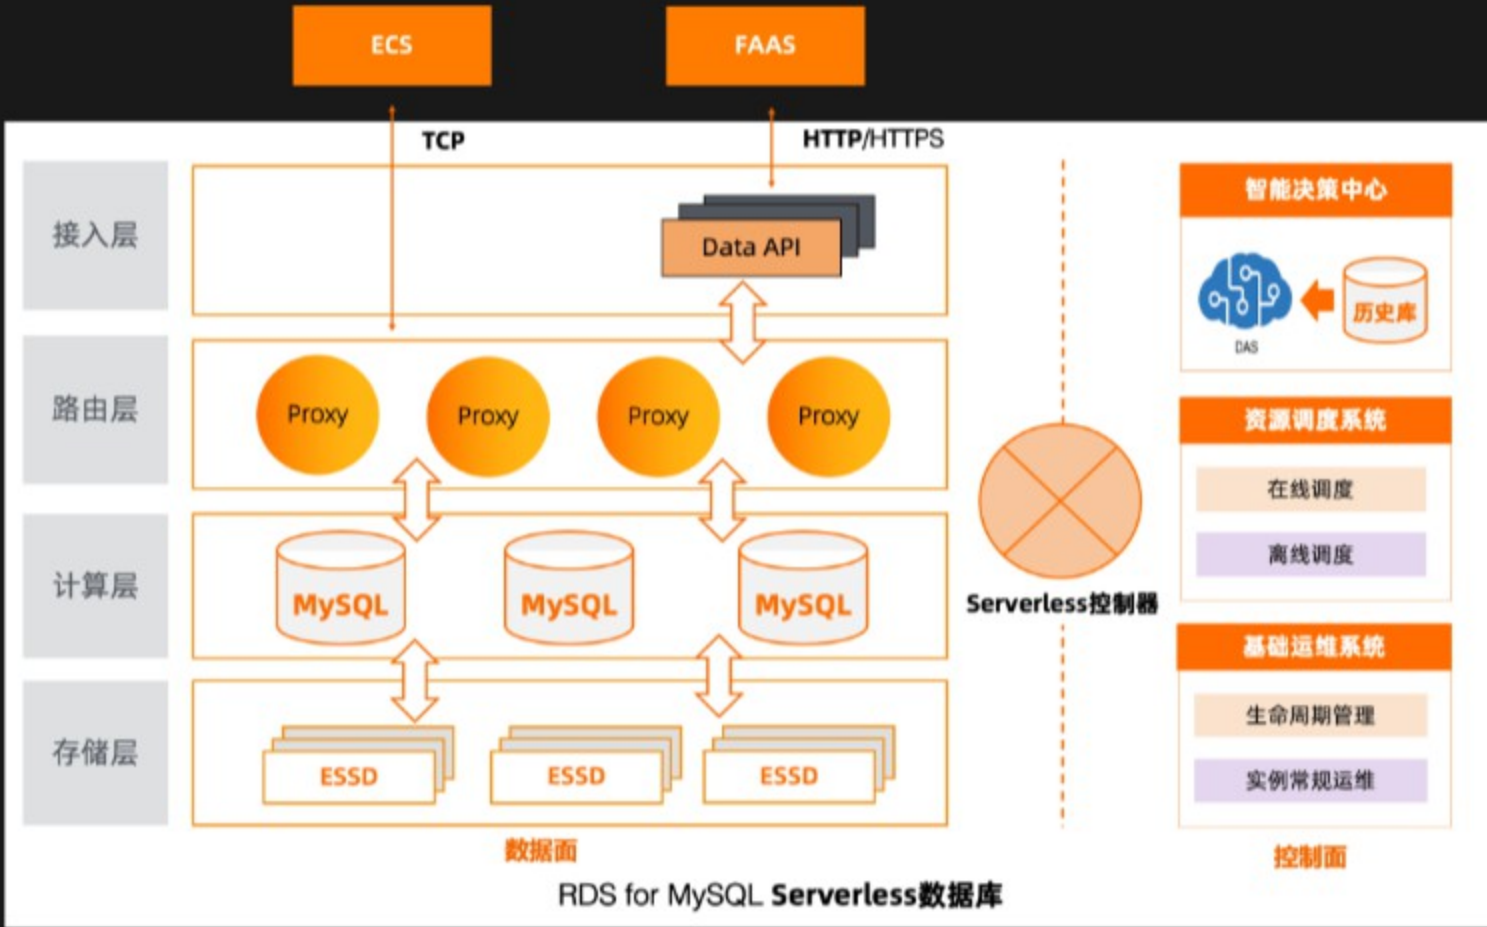 ECS
FAAS
TCP
HTTP/HTTPS
接入层
Data API
路由层
Proxy
Proxy
Proxy
Proxy
计算层
MySQL
MySQL
MySQL
存储层
ESSD
ESSD
ESSD
数据面
Serverless控制器
智能决策中心
DAS
历史库
资源调度系统
在线调度
离线调度
基础运维系统
生命周期管理
实例常规运维
控制面
RDS for MySQL Serverless数据库